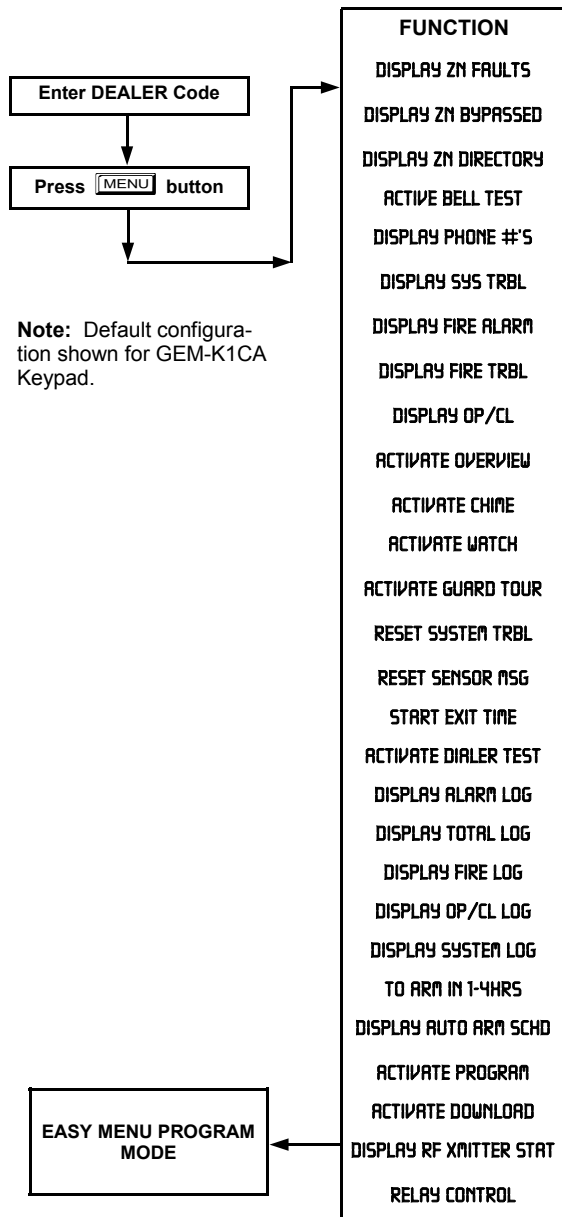 Enter DEALER Code
Press MENU button
Note: Default configura-
tion shown for GEM-K1CA
Keypad.
FUNCTION
DISPLAY ZN FAULTS
DISPLAY ZN BYPASSED
DISPLAY ZN DIRECTORY
ACTIVE BELL TEST
DISPLAY PHONE #'S
DISPLAY SYS TRBL
DISPLAY FIRE ALARM
DISPLAY FIRE TRBL
DISPLAY OP/CL
ACTIVATE OVERVIEW
ACTIVATE CHIME
ACTIVATE WATCH
ACTIVATE GUARD TOUR
RESET SYSTEM TRBL
RESET SENSOR MSG
START EXIT TIME
ACTIVATE DIALER TEST
DISPLAY ALARM LOG
DISPLAY TOTAL LOG
DISPLAY FIRE LOG
DISPLAY OP/CL LOG
DISPLAY SYSTEM LOG
TO ARM IN 1-4HRS
DISPLAY AUTO ARM SCHD
ACTIVATE PROGRAM
ACTIVATE DOWNLOAD
DISPLAY RF XMITTER STAT
RELAY CONTROL
EASY MENU PROGRAM
MODE